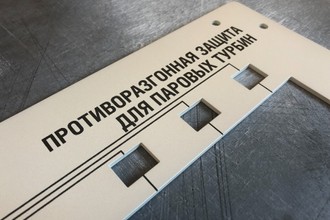 ПРОТИВОРАЗГОННАЯ ЗАЩИТА
ДЛЯ ПАРОВЫХ ТУРБИН